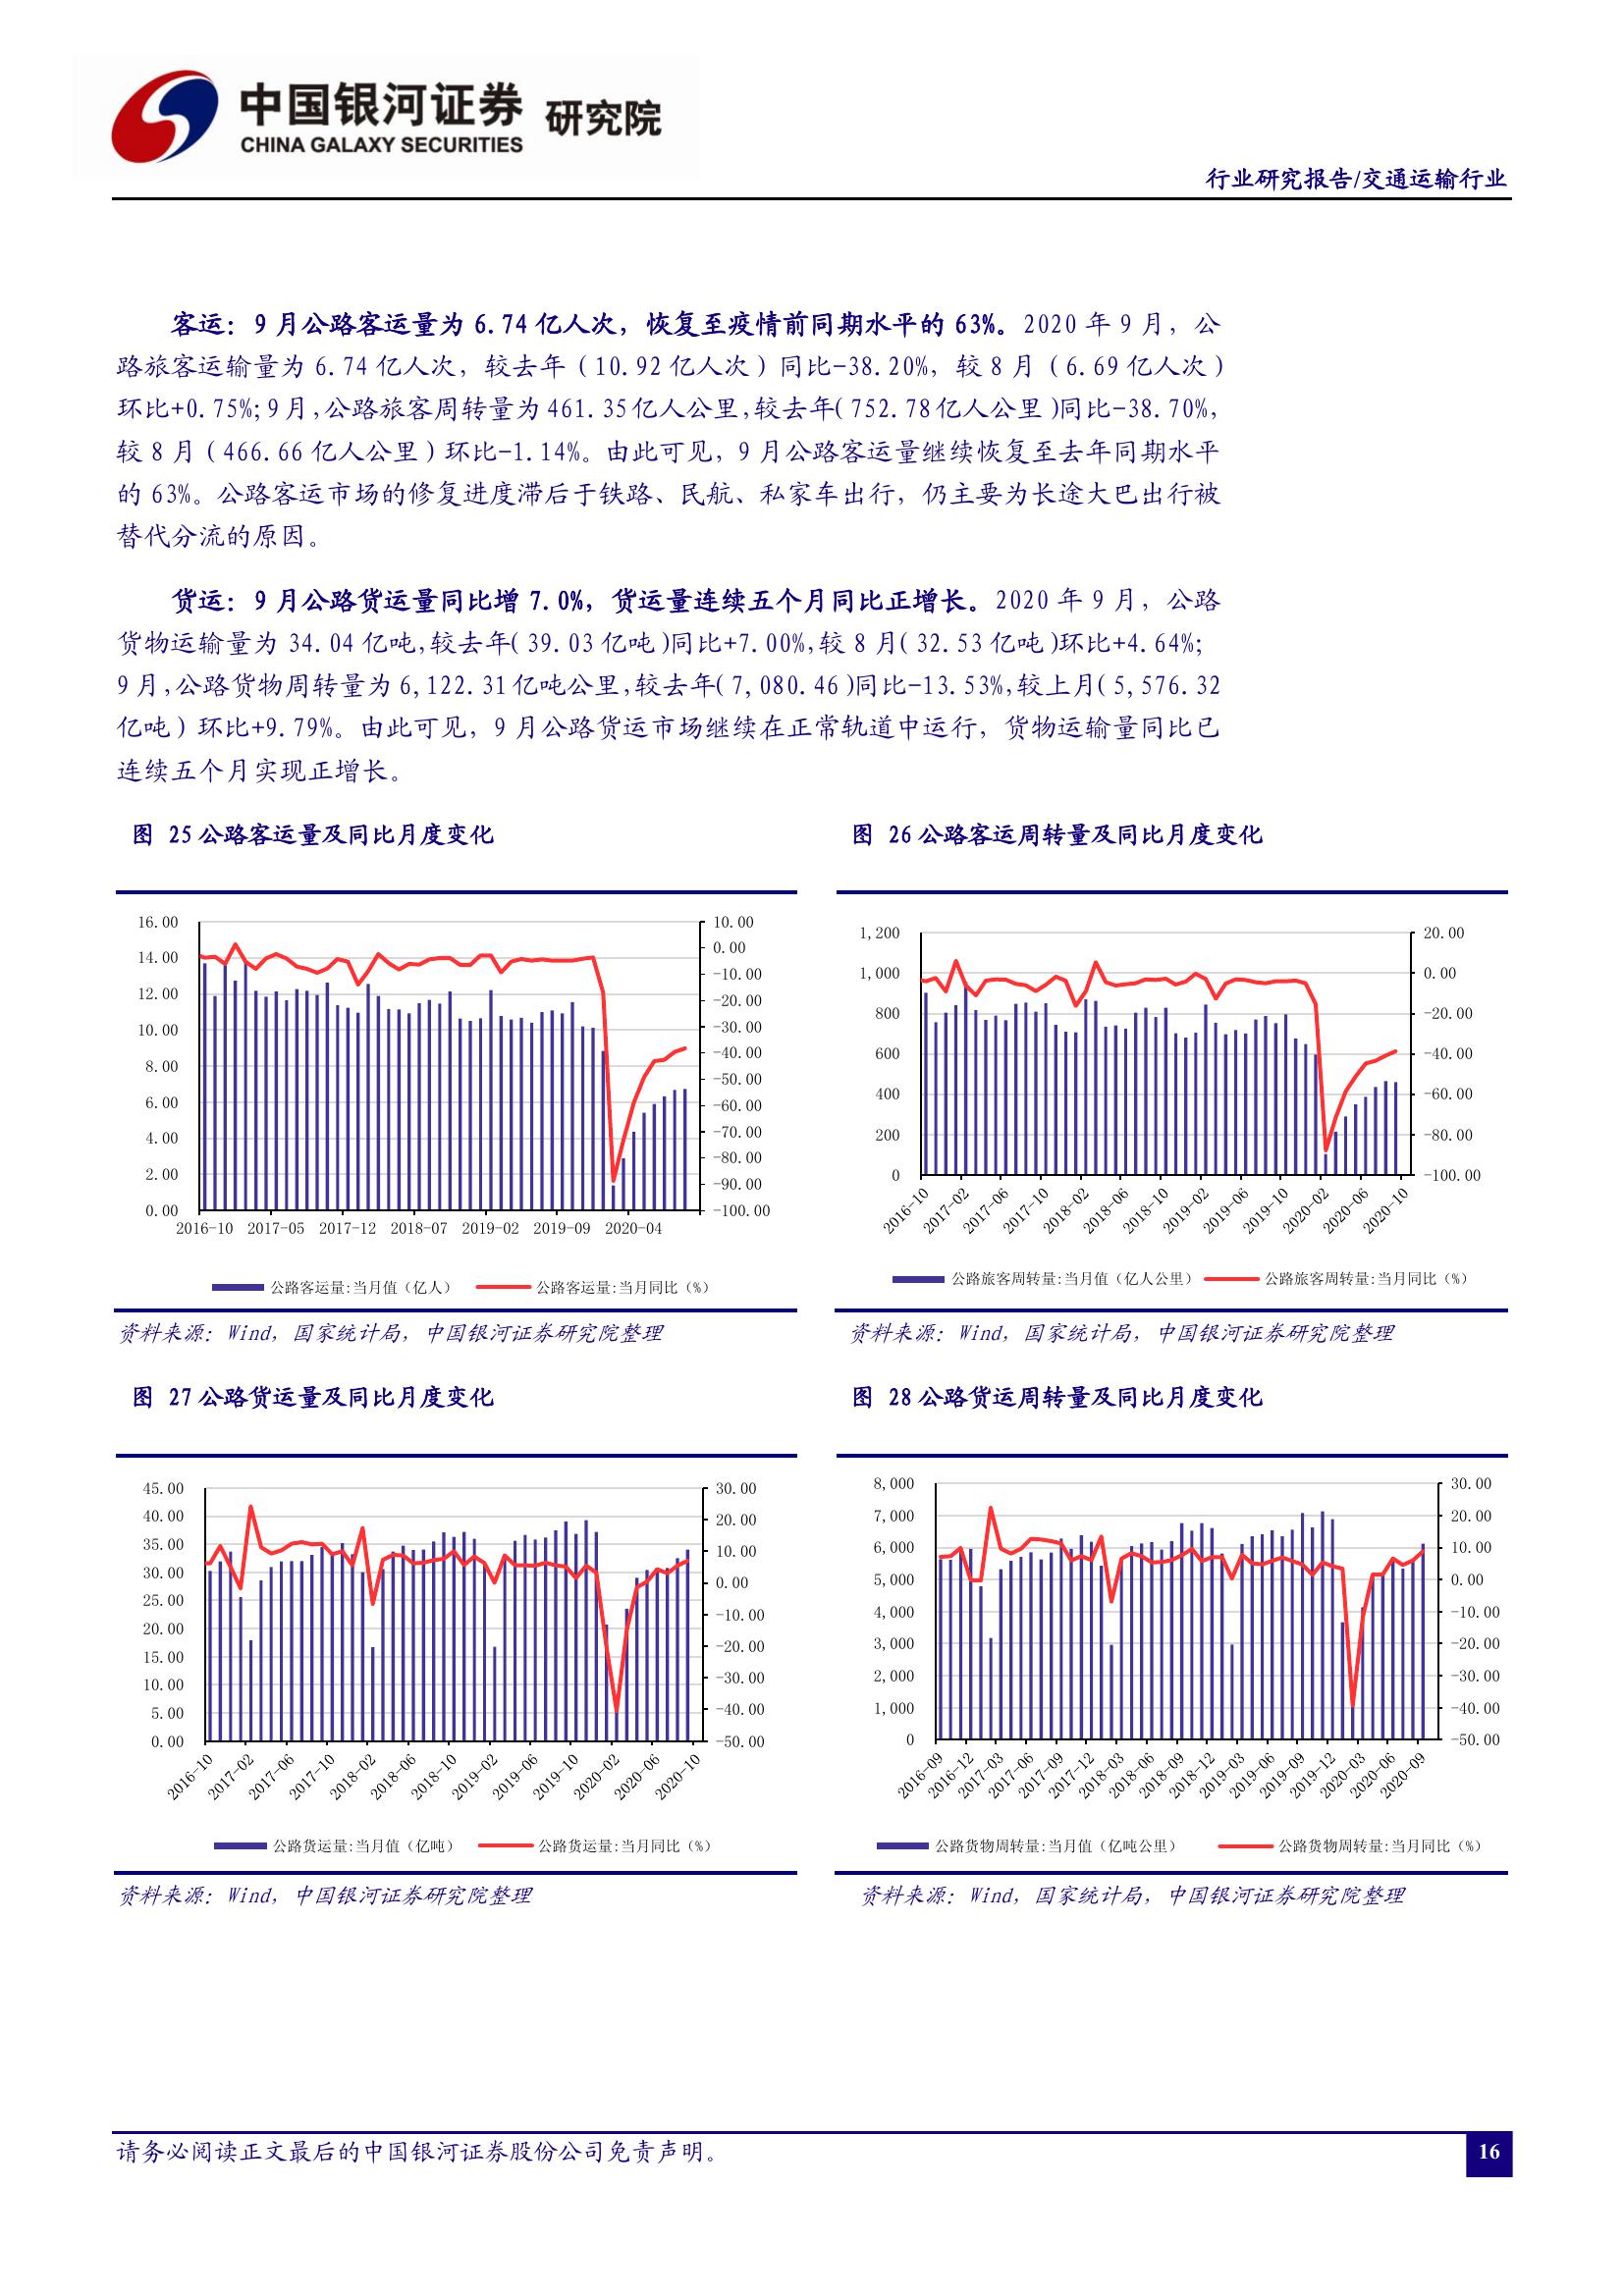 中国银河证券 研究院
CHINA GALAXY SECURITIES
行业研究报告/交通运输行业
客运：9月公路客运量为6.74亿人次，恢复至疫情前同期水平的63%。2020年9月，公
路旅客运输量为6.74亿人次，较去年（10.92亿人次）同比-38.20%，较8月（6.69亿人次）
环比+0.75%；9月，公路旅客周转量为461.35亿人公里，较去年（752.78亿人公里）同比-38.70%，
较8月（466.66亿人公里）环比-1.14%。由此可见，9月公路客运量继续恢复至去年同期水平
的63%。公路客运市场的修复进度滞后于铁路、民航、私家车出行，仍主要为长途大巴出行被
替代分流的原因。
货运：9月公路货运量同比增7.0%，货运量连续五个月同比正增长。2020年9月，公路
货物运输量为34.04亿吨，较去年（39.03亿吨）同比+7.00%，较8月（32.53亿吨）环比+4.64%；
9月，公路货物周转量为6,122.31亿吨公里，较去年（7,080.46）同比-13.53%，较上月（5,576.32
亿吨）环比+9.79%。由此可见，9月公路货运市场继续在正常轨道中运行，货物运输量同比已
连续五个月实现正增长。
图 25 公路客运量及同比月度变化
16.00
14.00
12.00
10.00
8.00
6.00
4.00
2.00
0.00
10.00
0.00
-10.00
-20.00
-30.00
-40.00
-50.00
-60.00
-70.00
-80.00
-90.00
-100.00
2016-10 2017-05 2017-12 2018-07 2019-02 2019-09 2020-04
公路客运量:当月值（亿人） 公路客运量:当月同比（%）
资料来源：Wind，国家统计局，中国银河证券研究院整理
图 26 公路客运周转量及同比月度变化
1,200
1,000
800
600
400
200
0
20.00
0.00
-20.00
-40.00
-60.00
-80.00
-100.00
2016-10 2017-02 2017-06 2017-10 2018-02 2018-06 2018-10 2019-02 2019-06 2019-10 2020-02 2020-06 2020-10
公路旅客周转量:当月值（亿人公里） 公路旅客周转量:当月同比（%）
资料来源：Wind，国家统计局，中国银河证券研究院整理
图 27 公路货运量及同比月度变化
45.00
40.00
35.00
30.00
25.00
20.00
15.00
10.00
5.00
0.00
30.00
20.00
10.00
0.00
-10.00
-20.00
-30.00
-40.00
-50.00
2016-10 2017-02 2017-06 2017-10 2018-02 2018-06 2018-10 2019-02 2019-06 2019-10 2020-02 2020-06 2020-10
公路货运量:当月值（亿吨） 公路货运量:当月同比（%）
资料来源：Wind，中国银河证券研究院整理
图 28 公路货运周转量及同比月度变化
8,000
7,000
6,000
5,000
4,000
3,000
2,000
1,000
0
30.00
20.00
10.00
0.00
-10.00
-20.00
-30.00
-40.00
-50.00
2016-09 2016-12 2017-03 2017-06 2017-09 2017-12 2018-03 2018-06 2018-09 2018-12 2019-03 2019-06 2019-09 2019-12 2020-03 2020-06 2020-09
公路货物周转量:当月值（亿吨公里） 公路货物周转量:当月同比（%）
资料来源：Wind，国家统计局，中国银河证券研究院整理
请务必阅读正文最后的中国银河证券股份公司免责声明。
16